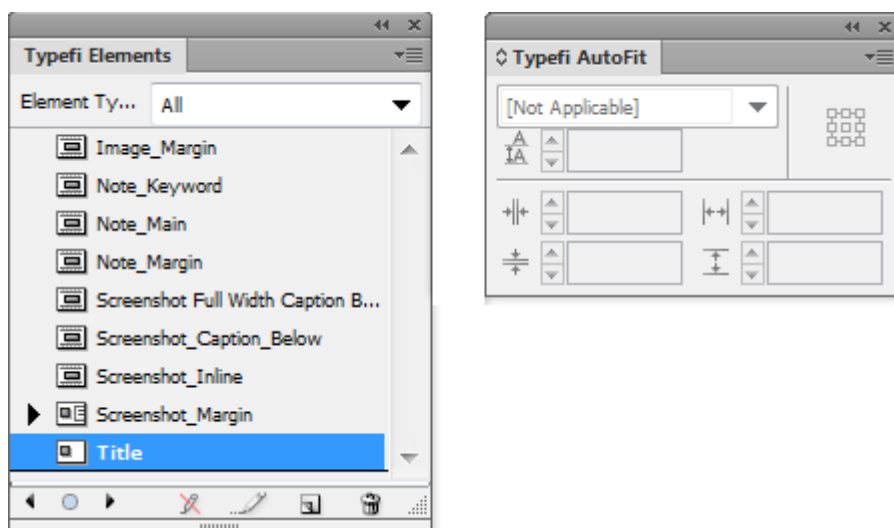 Typefi Elements
Element Ty... All
Image_Margin
Note_Keyword
Note_Main
Note_Margin
Screenshot Full Width Caption B...
Screenshot_Caption_Below
Screenshot_Inline
Screenshot_Margin
Title
Typefi AutoFit
[Not Applicable]